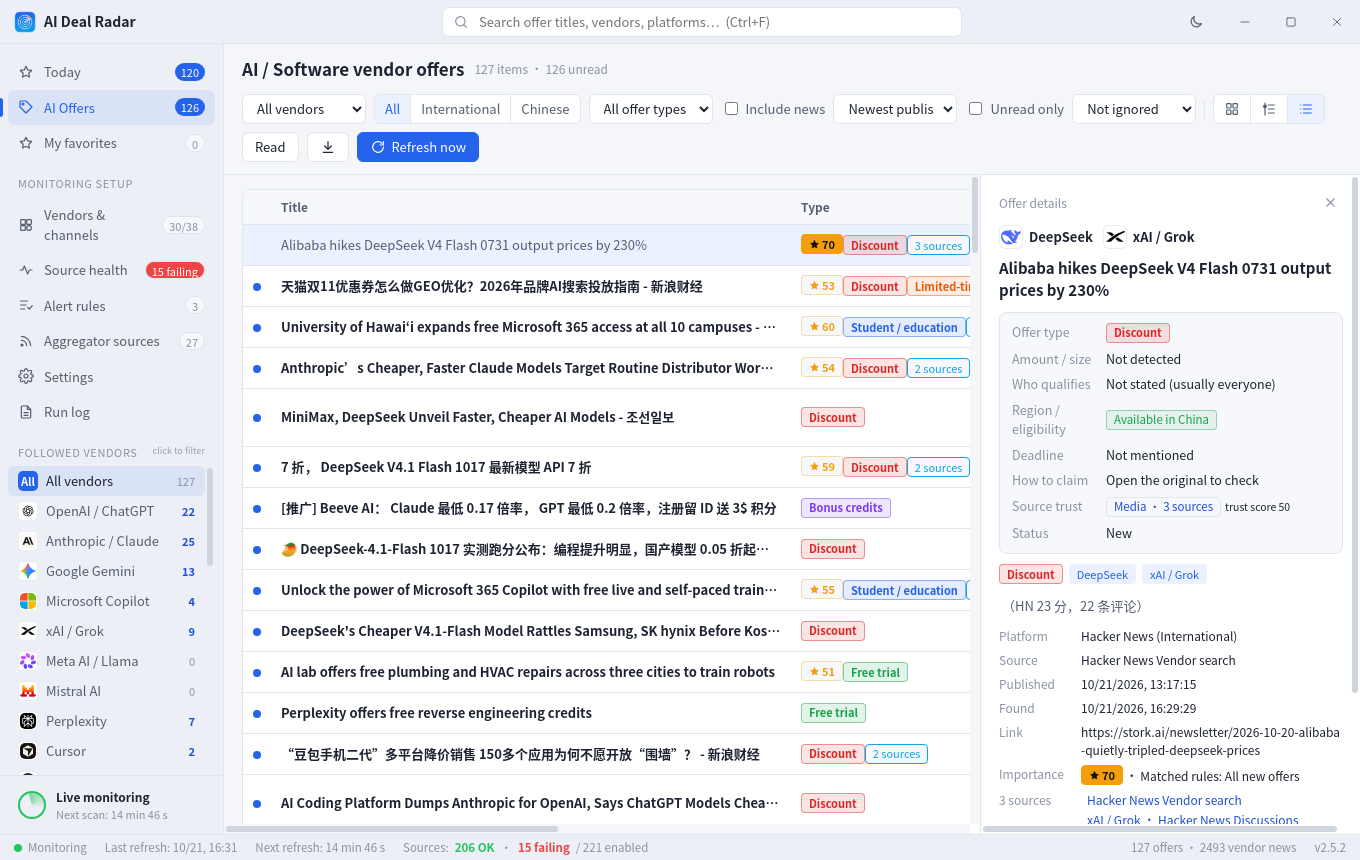 AI Deal Radar
Search offer titles, vendors, platforms… (Ctrl+F)
Today 120
AI Offers 126
My favorites 0
MONITORING SETUP
Vendors & channels 30/38
Source health 15 failing
Alert rules 3
Aggregator sources 27
Settings
Run log
FOLLOWED VENDORS click to filter
All All vendors 127
OpenAI / ChatGPT 22
Anthropic / Claude 25
Google Gemini 13
Microsoft Copilot 4
xAI / Grok 9
Meta AI / Llama 0
Mistral AI 0
Perplexity 7
Cursor 2
Live monitoring
Next scan: 14 min 46 s
AI / Software vendor offers 127 items · 126 unread
All vendors All International Chinese All offer types Include news Newest publis Unread only Not ignored
Read Refresh now
Title Type
Alibaba hikes DeepSeek V4 Flash 0731 output prices by 230% ★ 70 Discount 3 sources
天猫双11优惠券怎么做GEO优化？2026年品牌AI搜索投放指南 - 新浪财经 ★ 53 Discount Limited-tir
University of Hawaiʻi expands free Microsoft 365 access at all 10 campuses - … ★ 60 Student / education
Anthropic’s Cheaper, Faster Claude Models Target Routine Distributor Wor… ★ 54 Discount 2 sources
MiniMax, DeepSeek Unveil Faster, Cheaper AI Models - 조선일보 Discount
7 折， DeepSeek V4.1 Flash 1017 最新模型 API 7 折 ★ 59 Discount 2 sources
[推广] Beeve AI： Claude 最低 0.17 倍率， GPT 最低 0.2 倍率，注册留 ID 送 3$ 积分 Bonus credits
🥭 DeepSeek-4.1-Flash 1017 实测跑分公布：编程提升明显，国产模型 0.05 折起… Discount
Unlock the power of Microsoft 365 Copilot with free live and self-paced train… ★ 55 Student / education
DeepSeek's Cheaper V4.1-Flash Model Rattles Samsung, SK hynix Before Kos… Discount
AI lab offers free plumbing and HVAC repairs across three cities to train robots ★ 51 Free trial
Perplexity offers free reverse engineering credits Free trial
“豆包手机二代”多平台降价销售 150多个应用为何不愿开放“围墙”？ - 新浪财经 Discount 2 sources
AI Coding Platform Dumps Anthropic for OpenAI, Says ChatGPT Models Chea… Discount
Offer details
DeepSeek xAI / Grok
Alibaba hikes DeepSeek V4 Flash 0731 output
prices by 230%
Offer type Discount
Amount / size Not detected
Who qualifies Not stated (usually everyone)
Region / eligibility Available in China
Deadline Not mentioned
How to claim Open the original to check
Source trust Media · 3 sources trust score 50
Status New
Discount DeepSeek xAI / Grok
（HN 23 分，22 条评论）
Platform Hacker News (International)
Source Hacker News Vendor search
Published 10/21/2026, 13:17:15
Found 10/21/2026, 16:29:29
Link https://stork.ai/newsletter/2026-10-20-alibaba
-quietly-tripled-deepseek-prices
Importance ★ 70 · Matched rules: All new offers
3 sources Hacker News Vendor search
xAI / Grok · Hacker News Discussions
Monitoring Last refresh: 10/21, 16:31 Next refresh: 14 min 46 s Sources: 206 OK · 15 failing / 221 enabled 127 offers · 2493 vendor news v2.5.2